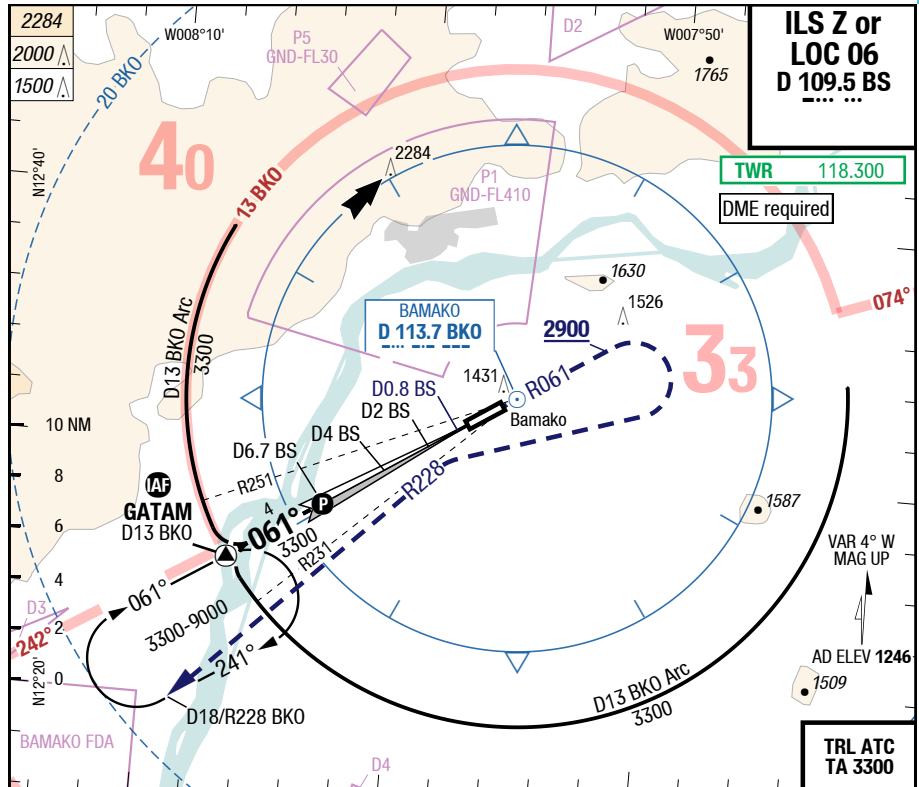 2284
2000
1500
W008°10'
P5
GND-FL30
D2
W007°50'
1765
ILS Z or
LOC 06
D 109.5 BS
20 BKO
40
13 BKO
2284
P1
GND-FL410
TWR 118.300
DME required
N12°40'
1630
1526
074°
BAMAKO
D 113.7 BKO
2900
33
D13 BKO Arc
3300
1431
R061
Bamako
D0.8 BS
D2 BS
D4 BS
D6.7 BS
10 NM
8
6
4
2
0
R251
R228
IAF
GATAM
D13 BKO
P
4
061°
3300
R231
1587
VAR 4° W
MAG UP
061°
3300-9000
241°
D3
242°
AD ELEV 1246
1509
N12°20'
D18/R228 BKO
D13 BKO Arc
3300
BAMAKO FDA
D4
TRL ATC
TA 3300